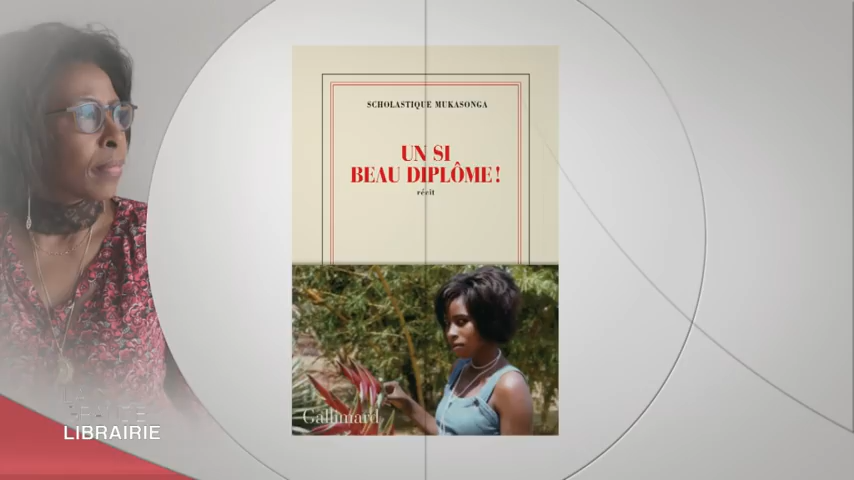 SCHOLASTIQUE MUKASONGA
UN SI
BEAU DIPLÔME !
récit
Gallimard
LIBRAIRIE